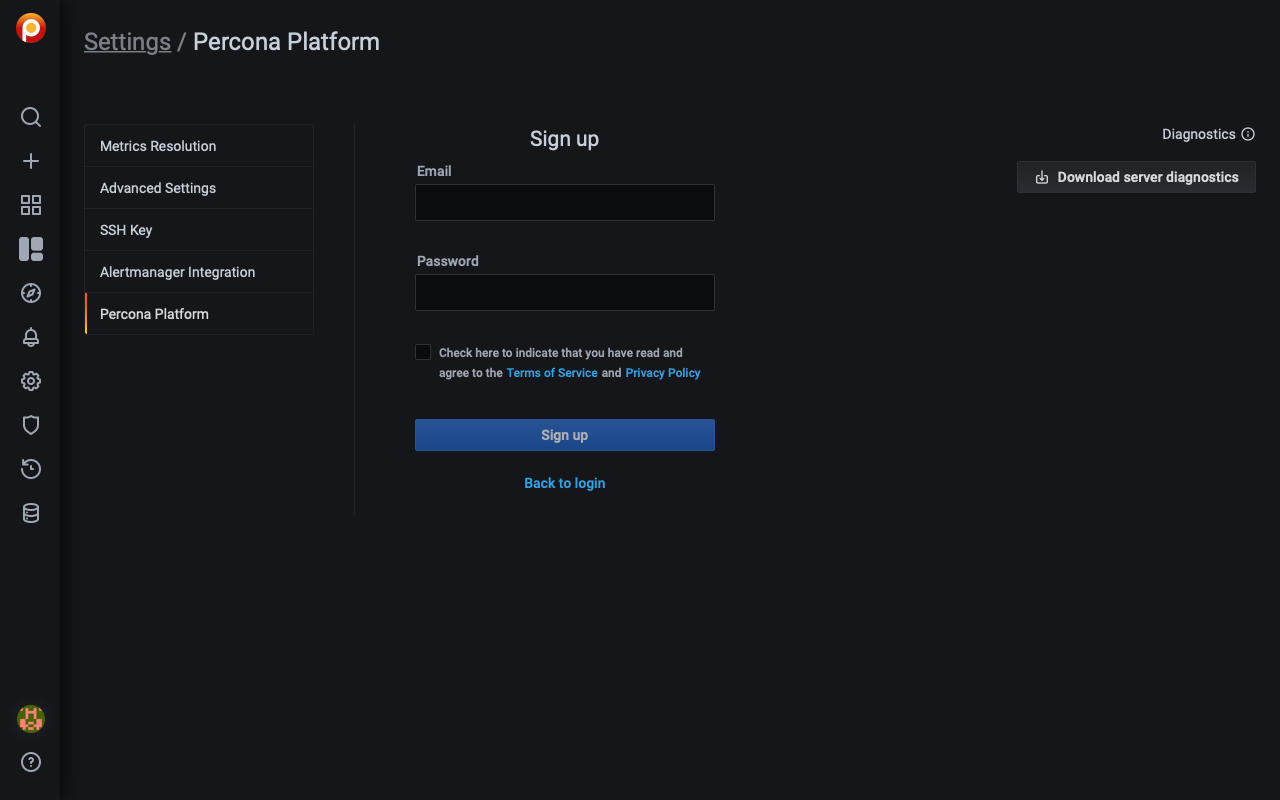 Settings / Percona Platform
Metrics Resolution
Advanced Settings
SSH Key
Alertmanager Integration
Percona Platform
Sign up
Email
Password
Check here to indicate that you have read and
agree to the Terms of Service and Privacy Policy
Sign up
Back to login
Diagnostics
Download server diagnostics